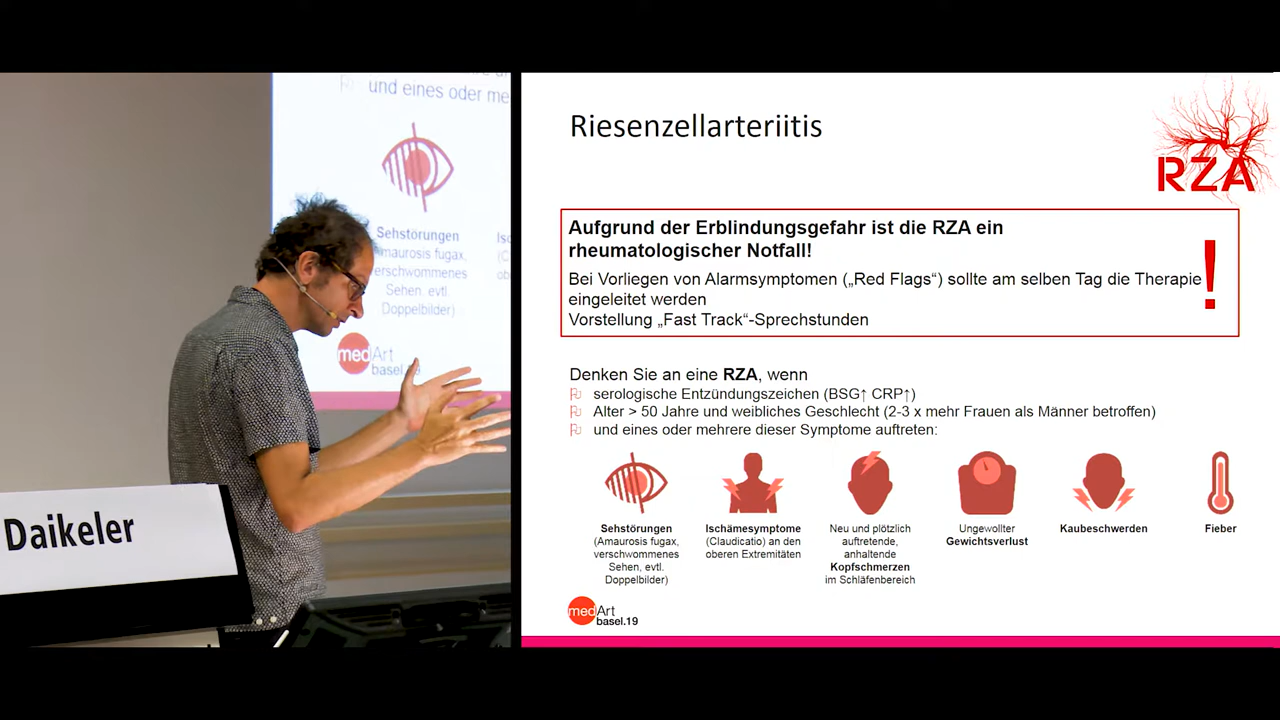 und eines oder me
Sehstörungen
(Amaurosis fugax,
verschwommenes
Sehen, evtl.
Doppelbilder)
medArt
basel.19
Daikeler
Riesenzellarteriitis
RZA
Aufgrund der Erblindungsgefahr ist die RZA ein
rheumatologischer Notfall!
Bei Vorliegen von Alarmsymptomen („Red Flags“) sollte am selben Tag die Therapie
eingeleitet werden
Vorstellung „Fast Track“-Sprechstunden
!
Denken Sie an eine RZA, wenn
serologische Entzündungszeichen (BSG↑ CRP↑)
Alter > 50 Jahre und weibliches Geschlecht (2-3 x mehr Frauen als Männer betroffen)
und eines oder mehrere dieser Symptome auftreten:
Sehstörungen
(Amaurosis fugax,
verschwommenes
Sehen, evtl.
Doppelbilder)
Ischämesymptome
(Claudicatio) an den
oberen Extremitäten
Neu und plötzlich
auftretende,
anhaltende
Kopfschmerzen
im Schläfenbereich
Ungewollter
Gewichtsverlust
Kaubeschwerden
Fieber
medArt
basel.19